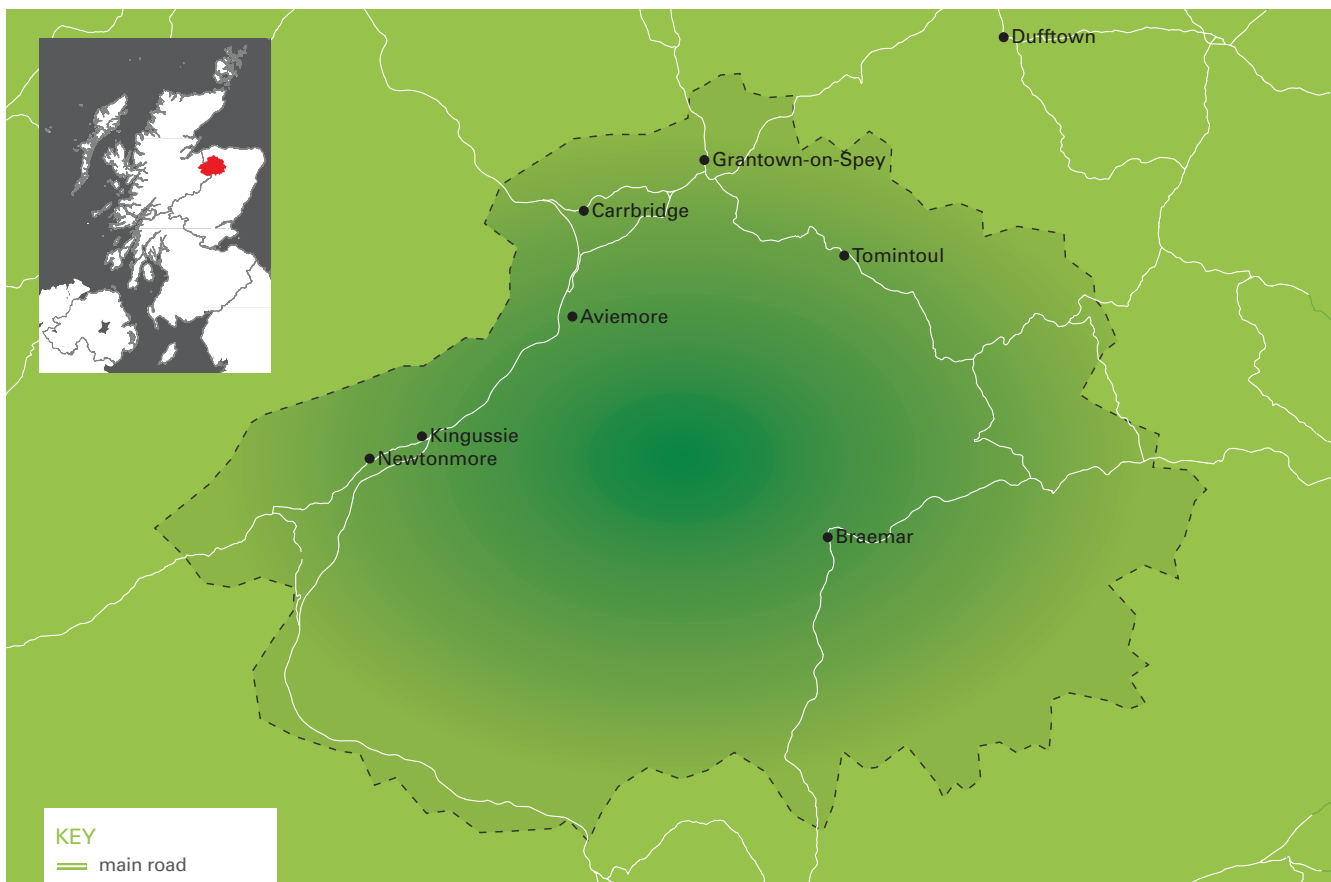 Dufftown
Grantown-on-Spey
Carrbridge
Tomintoul
Aviemore
Kingussie
Newtonmore
Braemar
KEY
main road